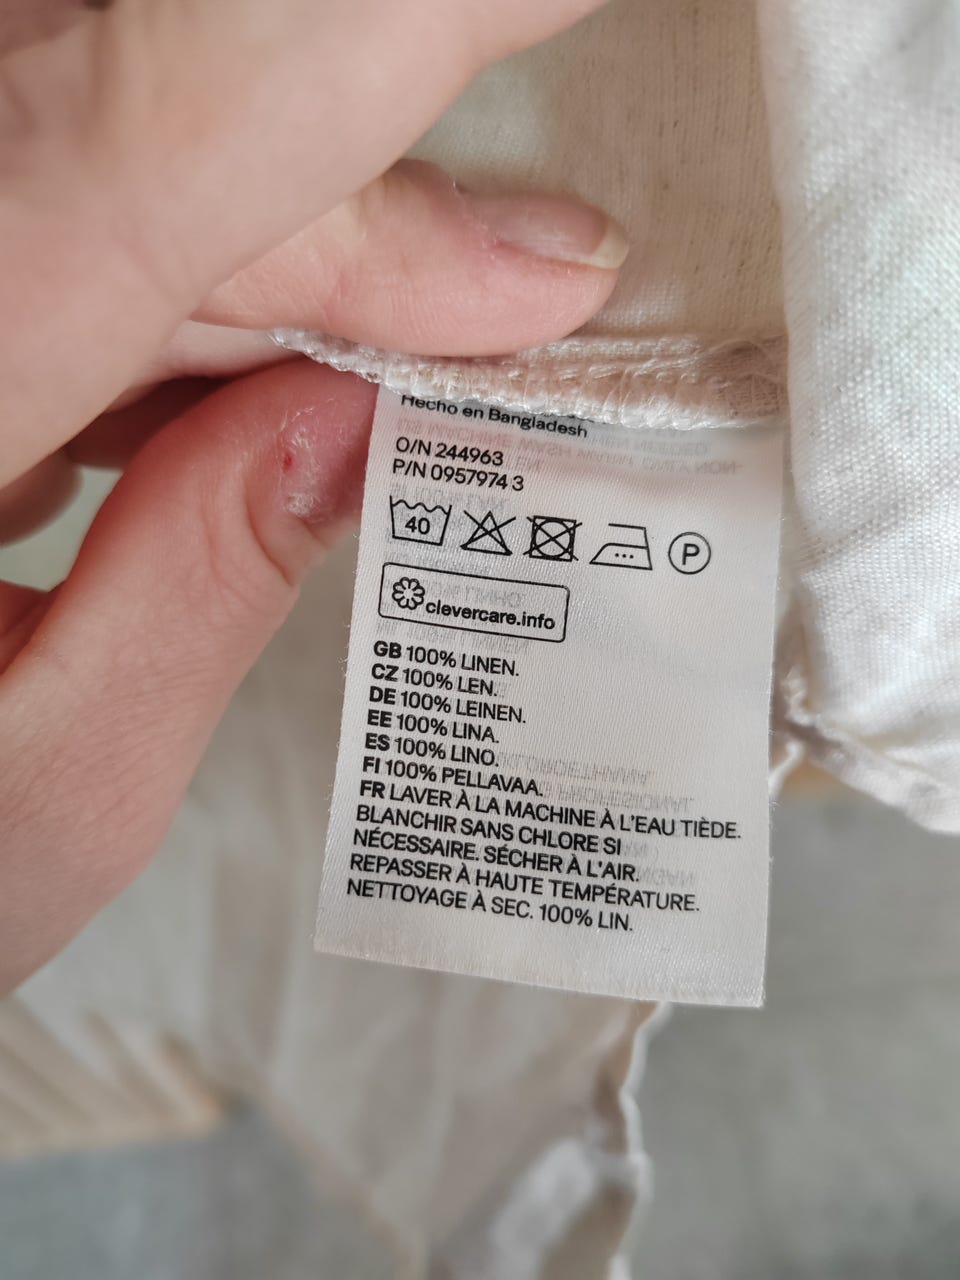 Hecho en Bangladesh
O/N 244963
P/N 0957974 3
40 P
clevercare.info
GB 100% LINEN.
CZ 100% LEN.
DE 100% LEINEN.
EE 100% LINA.
ES 100% LINO.
FI 100% PELLAVAA.
FR LAVER À LA MACHINE À L'EAU TIÈDE.
BLANCHIR SANS CHLORE SI
NÉCESSAIRE. SÉCHER À L'AIR.
REPASSER À HAUTE TEMPÉRATURE.
NETTOYAGE À SEC. 100% LIN.